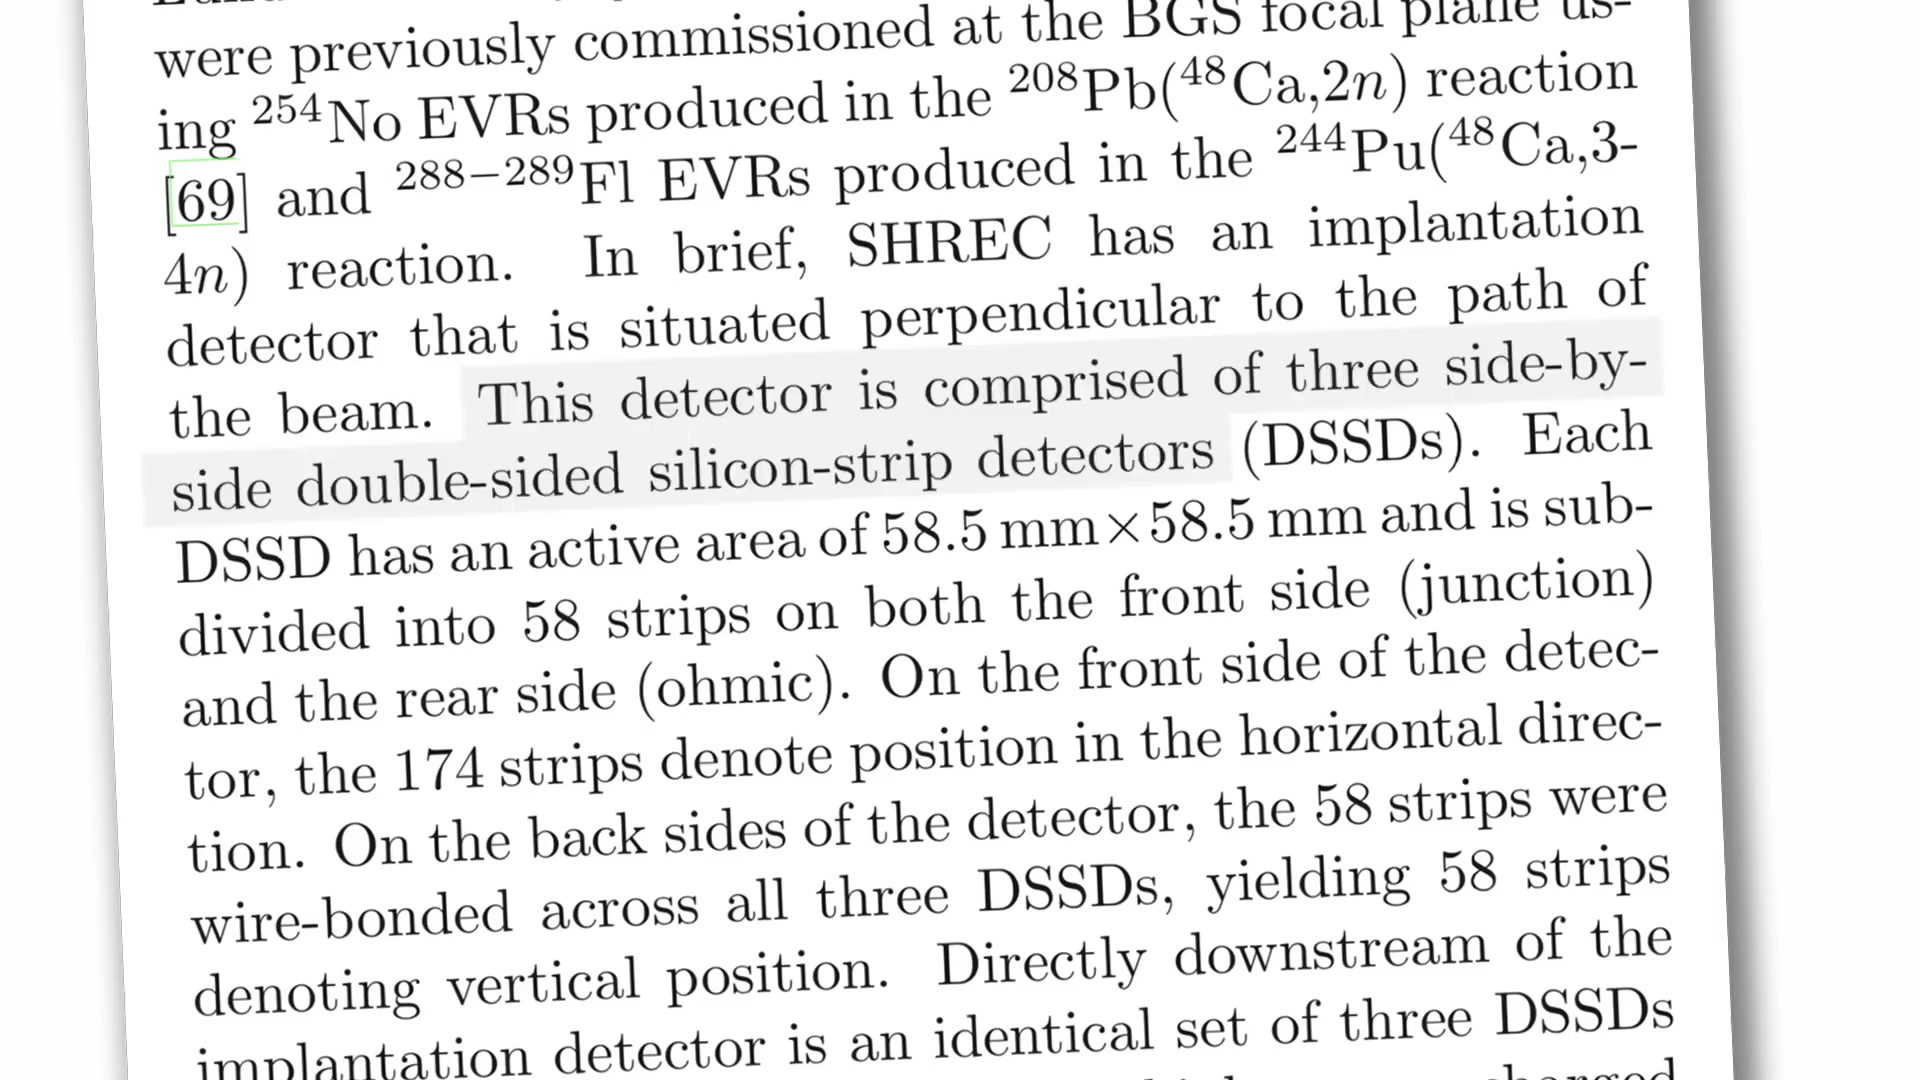 were previously commissioned at the BGS focal plane us-
ing ²⁵⁴No EVRs produced in the ²⁰⁸Pb(⁴⁸Ca,2n) reaction
[69] and ²⁸⁸⁻²⁸⁹Fl EVRs produced in the ²⁴⁴Pu(⁴⁸Ca,3-
4n) reaction. In brief, SHREC has an implantation
detector that is situated perpendicular to the path of
the beam. This detector is comprised of three side-by-
side double-sided silicon-strip detectors (DSSDs). Each
DSSD has an active area of 58.5 mm×58.5 mm and is sub-
divided into 58 strips on both the front side (junction)
and the rear side (ohmic). On the front side of the detec-
tor, the 174 strips denote position in the horizontal direc-
tion. On the back sides of the detector, the 58 strips were
wire-bonded across all three DSSDs, yielding 58 strips
denoting vertical position. Directly downstream of the
implantation detector is an identical set of three DSSDs
charged